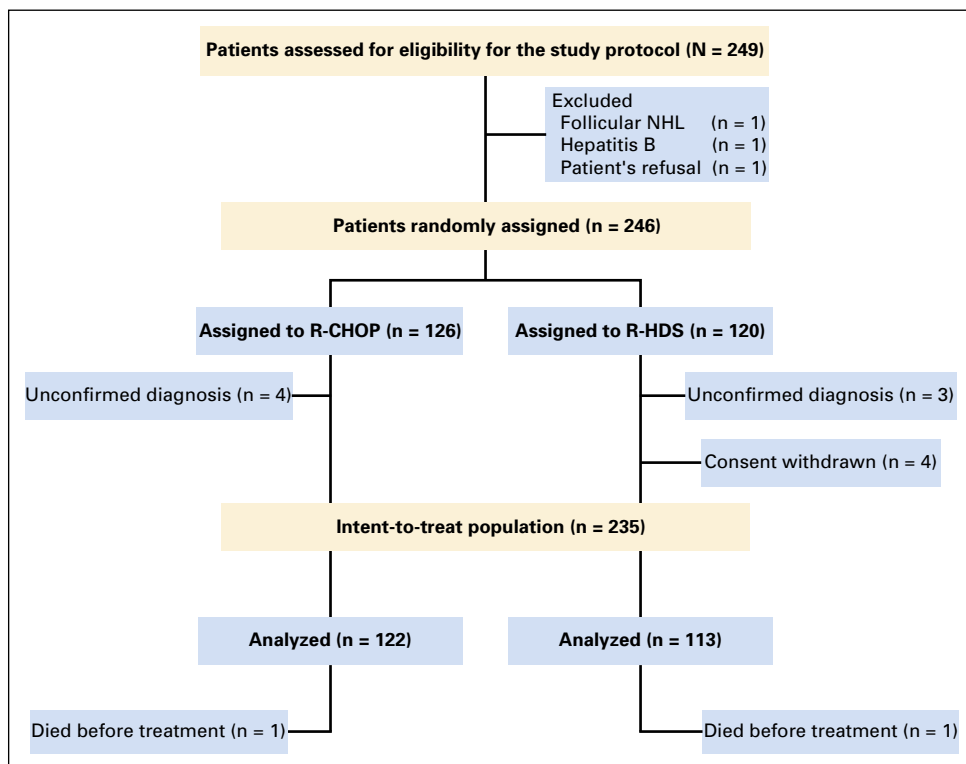 Patients assessed for eligibility for the study protocol (N = 249)
Excluded
Follicular NHL (n = 1)
Hepatitis B (n = 1)
Patient's refusal (n = 1)
Patients randomly assigned (n = 246)
Assigned to R-CHOP (n = 126)
Assigned to R-HDS (n = 120)
Unconfirmed diagnosis (n = 4)
Unconfirmed diagnosis (n = 3)
Consent withdrawn (n = 4)
Intent-to-treat population (n = 235)
Analyzed (n = 122)
Analyzed (n = 113)
Died before treatment (n = 1)
Died before treatment (n = 1)